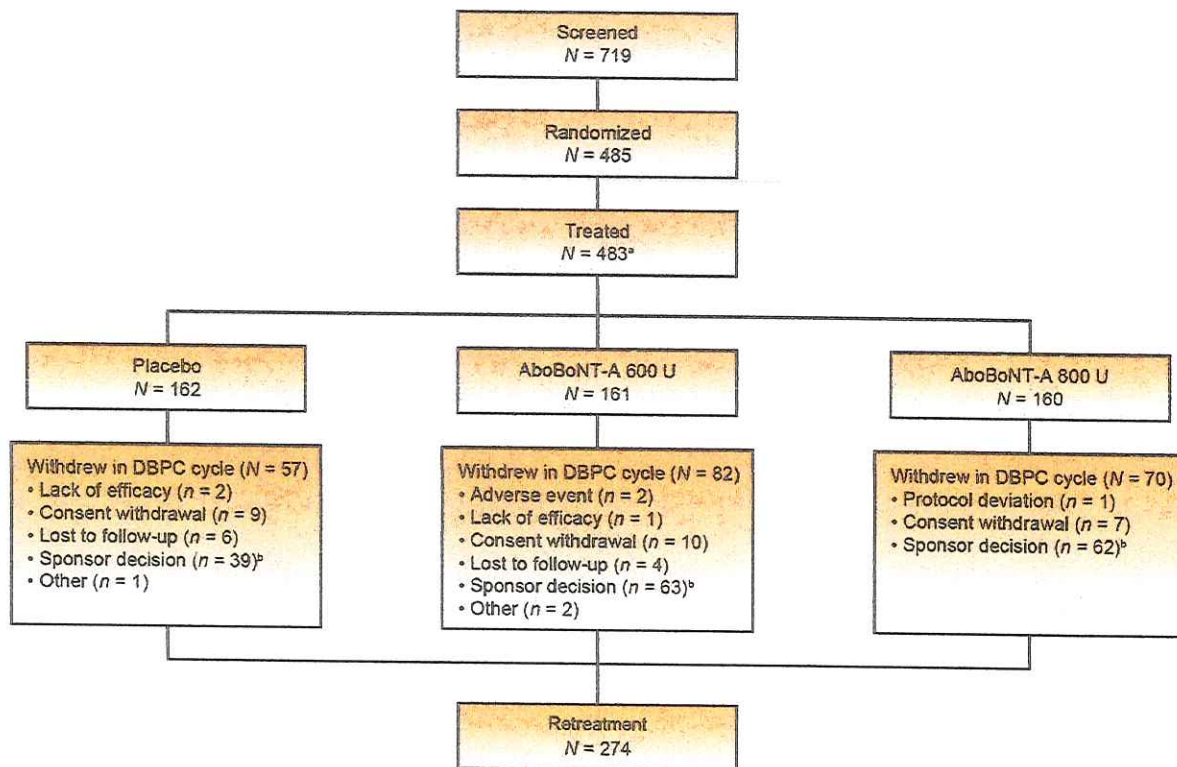 Screened
N = 719
Randomized
N = 485
Treated
N = 483ᵃ
Placebo
N = 162
AboBoNT-A 600 U
N = 161
AboBoNT-A 800 U
N = 160
Withdrew in DBPC cycle (N = 57)
• Lack of efficacy (n = 2)
• Consent withdrawal (n = 9)
• Lost to follow-up (n = 6)
• Sponsor decision (n = 39)ᵇ
• Other (n = 1)
Withdrew in DBPC cycle (N = 82)
• Adverse event (n = 2)
• Lack of efficacy (n = 1)
• Consent withdrawal (n = 10)
• Lost to follow-up (n = 4)
• Sponsor decision (n = 63)ᵇ
• Other (n = 2)
Withdrew in DBPC cycle (N = 70)
• Protocol deviation (n = 1)
• Consent withdrawal (n = 7)
• Sponsor decision (n = 62)ᵇ
Retreatment
N = 274